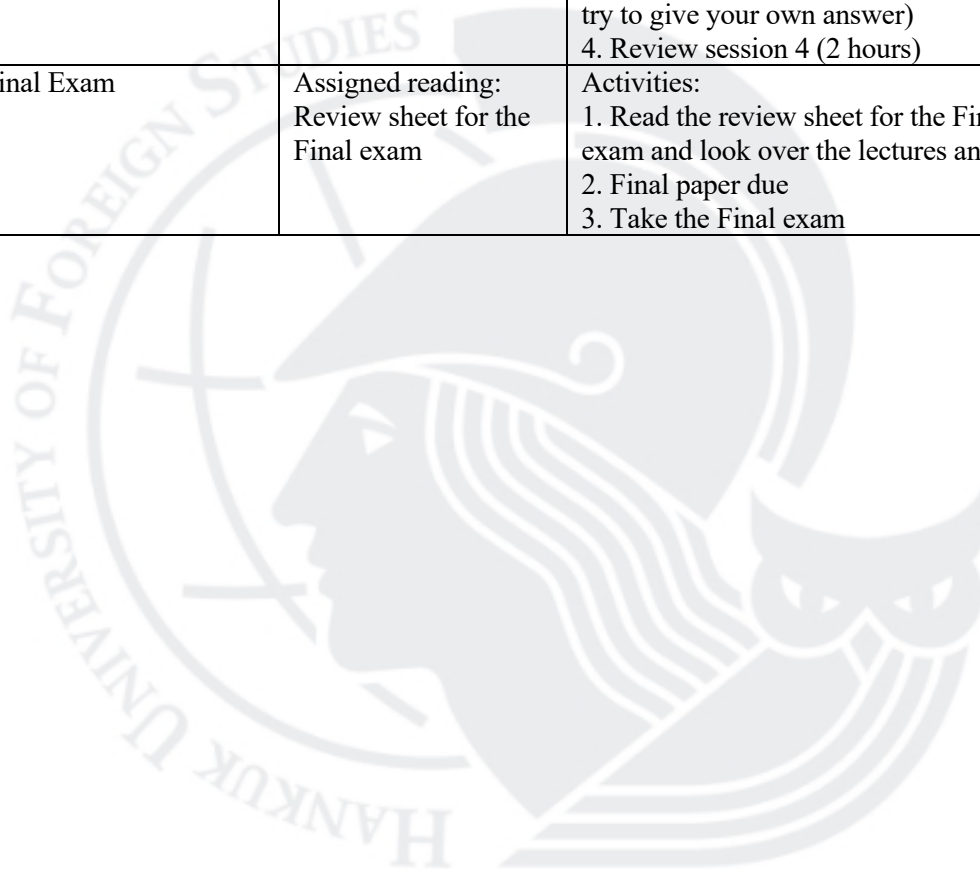 try to give your own answer)
4. Review session 4 (2 hours)
inal Exam
Assigned reading:
Review sheet for the
Final exam
Activities:
1. Read the review sheet for the Fi
exam and look over the lectures an
2. Final paper due
3. Take the Final exam
HANKUK UNIVERSITY OF FOREIGN STUDIES